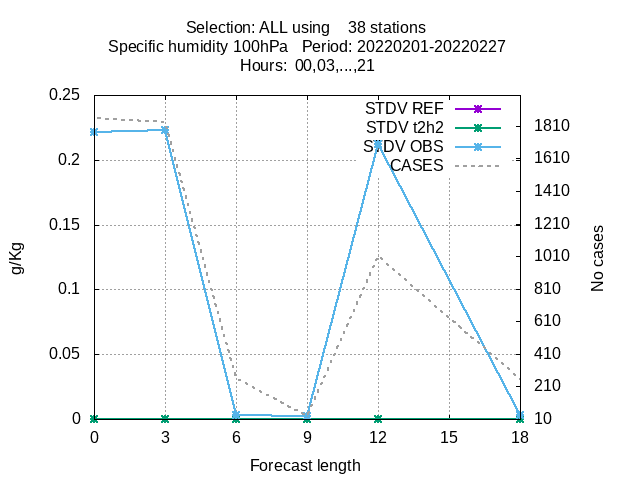 Selection: ALL using    38 stations
Specific humidity 100hPa   Period: 20220201-20220227
Hours:  00,03,...,21
0.25
0.2
0.15
0.1
0.05
0
g/Kg
STDV REF
STDV t2h2
STDV OBS
CASES
1810
1610
1410
1210
1010
810
610
410
210
10
No cases
0 3 6 9 12 15 18
Forecast length